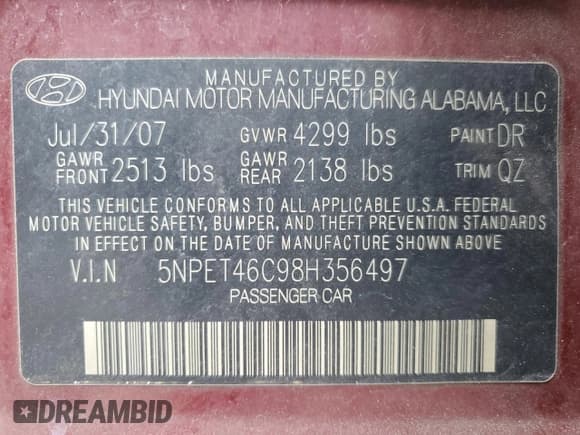 MANUFACTURED BY
HYUNDAI MOTOR MANUFACTURING ALABAMA, LLC
Jul/31/07 GVWR 4299 lbs PAINT DR
GAWR FRONT 2513 lbs GAWR REAR 2138 lbs TRIM QZ
THIS VEHICLE CONFORMS TO ALL APPLICABLE U.S.A. FEDERAL
MOTOR VEHICLE SAFETY, BUMPER, AND THEFT PREVENTION STANDARDS
IN EFFECT ON THE DATE OF MANUFACTURE SHOWN ABOVE
V.I.N 5NPET46C98H356497
PASSENGER CAR
DREAMBID